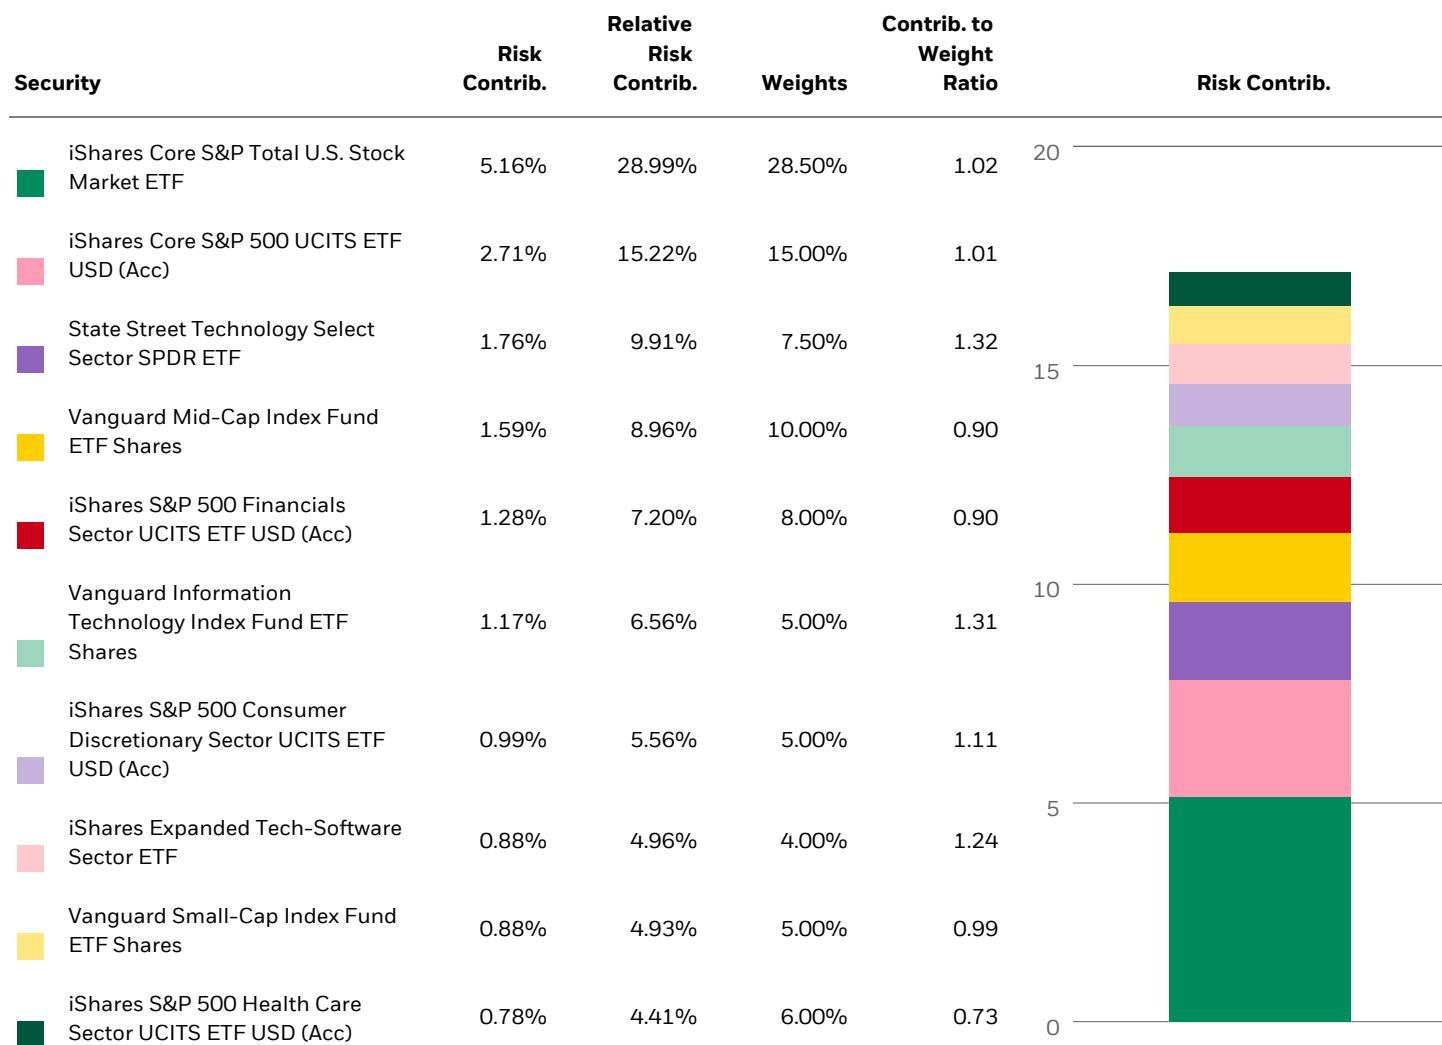 Security Risk Contrib. Relative Risk Contrib. Weights Contrib. to Weight Ratio Risk Contrib.
iShares Core S&P Total U.S. Stock
Market ETF
5.16% 28.99% 28.50% 1.02
iShares Core S&P 500 UCITS ETF
USD (Acc)
2.71% 15.22% 15.00% 1.01
State Street Technology Select
Sector SPDR ETF
1.76% 9.91% 7.50% 1.32
Vanguard Mid-Cap Index Fund
ETF Shares
1.59% 8.96% 10.00% 0.90
iShares S&P 500 Financials
Sector UCITS ETF USD (Acc)
1.28% 7.20% 8.00% 0.90
Vanguard Information
Technology Index Fund ETF
Shares
1.17% 6.56% 5.00% 1.31
iShares S&P 500 Consumer
Discretionary Sector UCITS ETF
USD (Acc)
0.99% 5.56% 5.00% 1.11
iShares Expanded Tech-Software
Sector ETF
0.88% 4.96% 4.00% 1.24
Vanguard Small-Cap Index Fund
ETF Shares
0.88% 4.93% 5.00% 0.99
iShares S&P 500 Health Care
Sector UCITS ETF USD (Acc)
0.78% 4.41% 6.00% 0.73
20
15
10
5
0